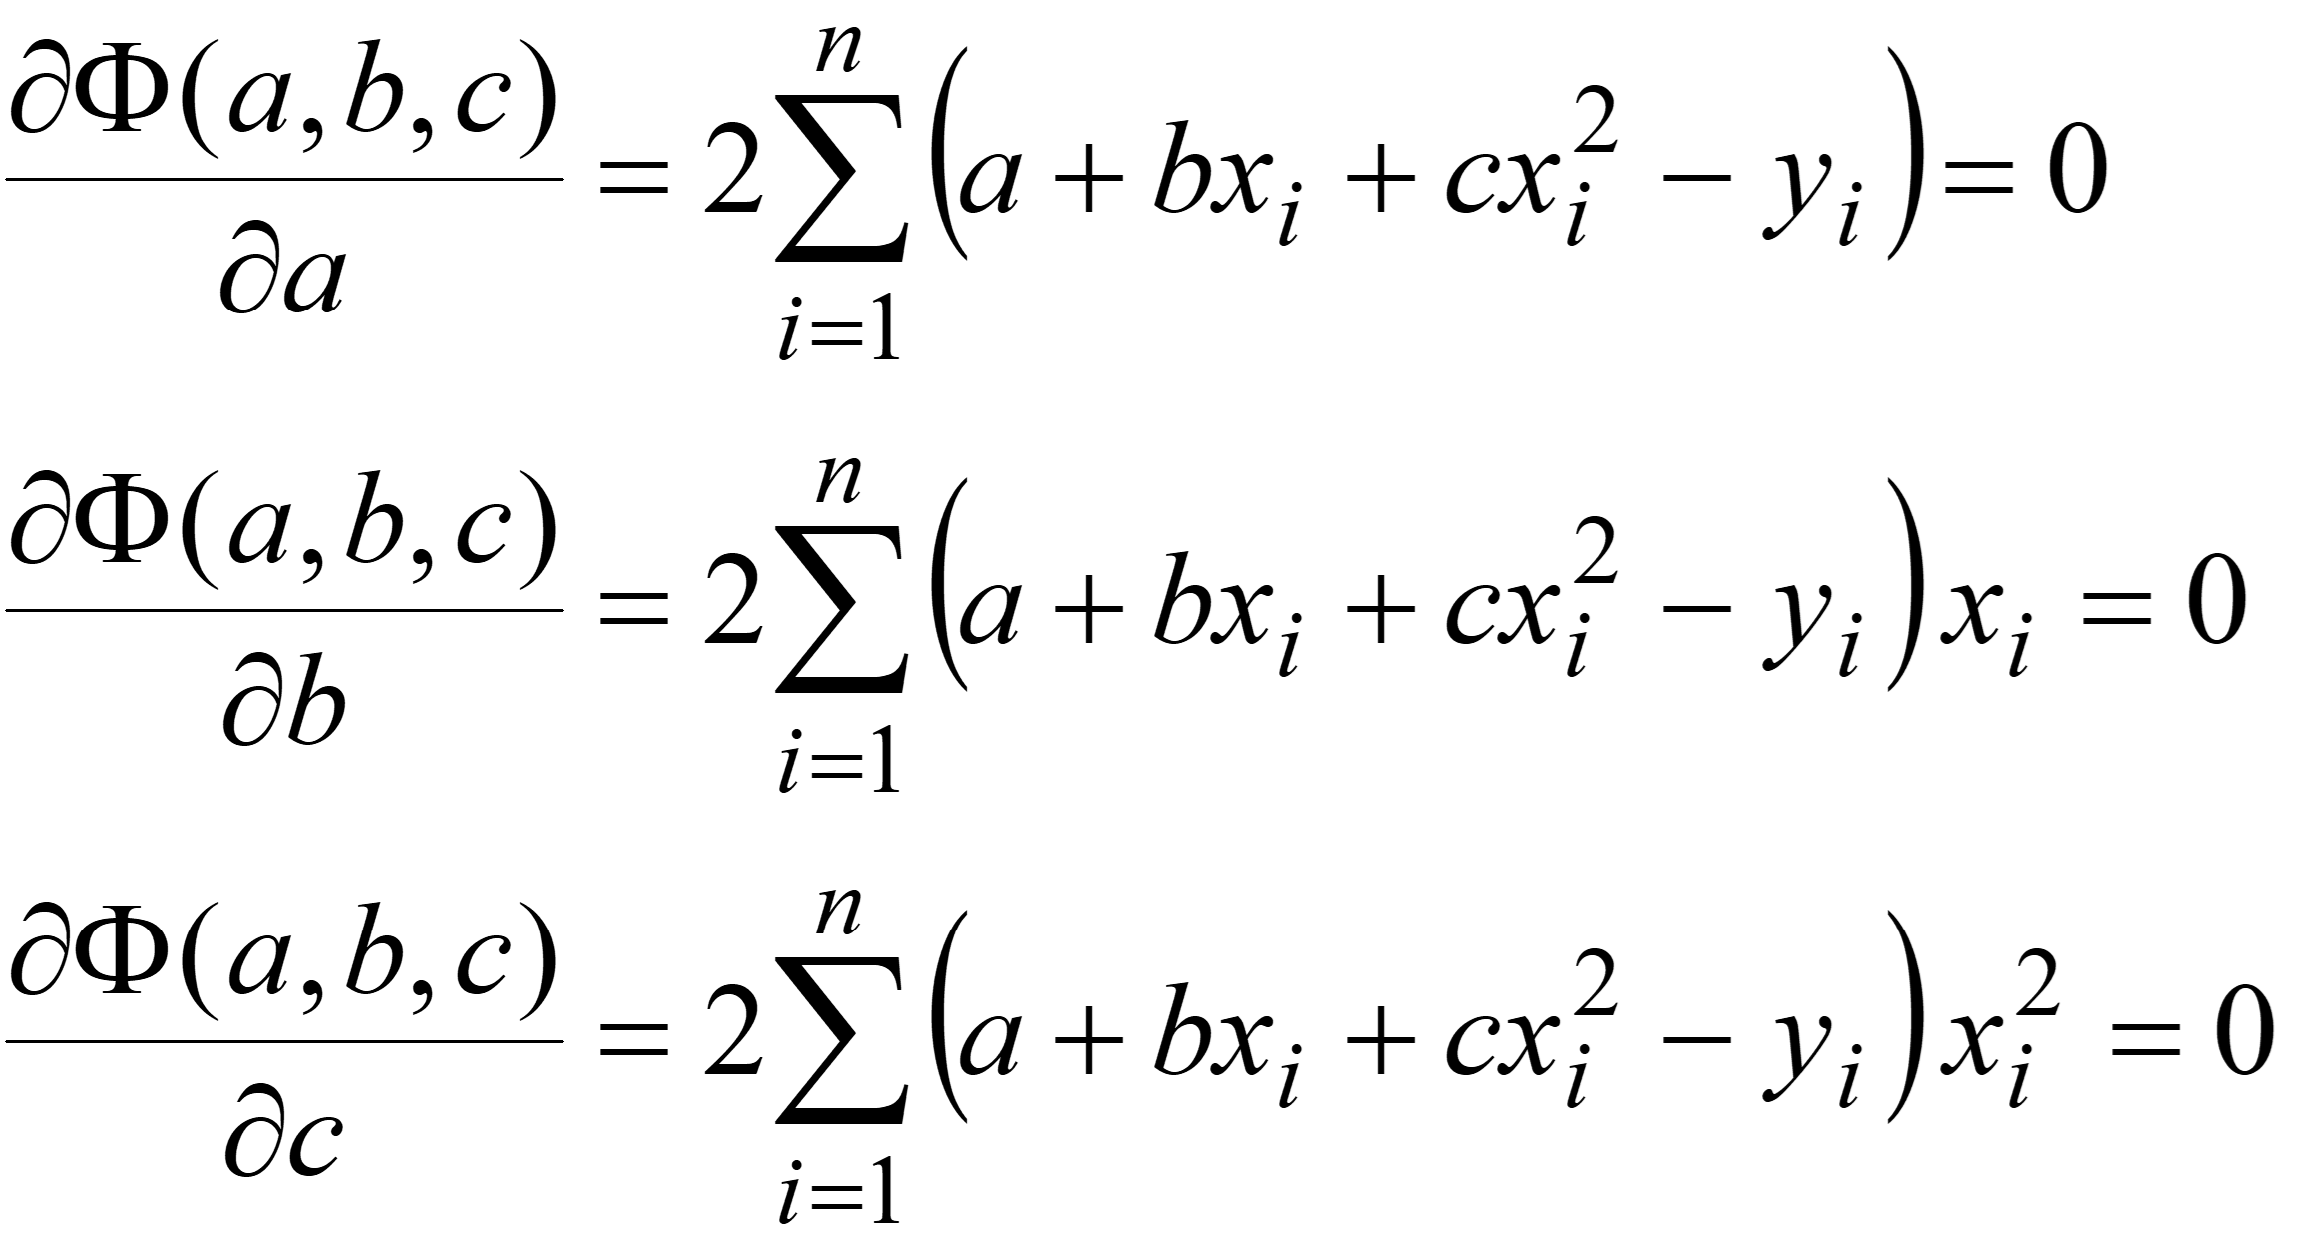 ∂Φ(a,b,c)/∂a = 2∑_{i=1}^{n}(a + bx_i + cx_i^2 − y_i) = 0
∂Φ(a,b,c)/∂b = 2∑_{i=1}^{n}(a + bx_i + cx_i^2 − y_i)x_i = 0
∂Φ(a,b,c)/∂c = 2∑_{i=1}^{n}(a + bx_i + cx_i^2 − y_i)x_i^2 = 0